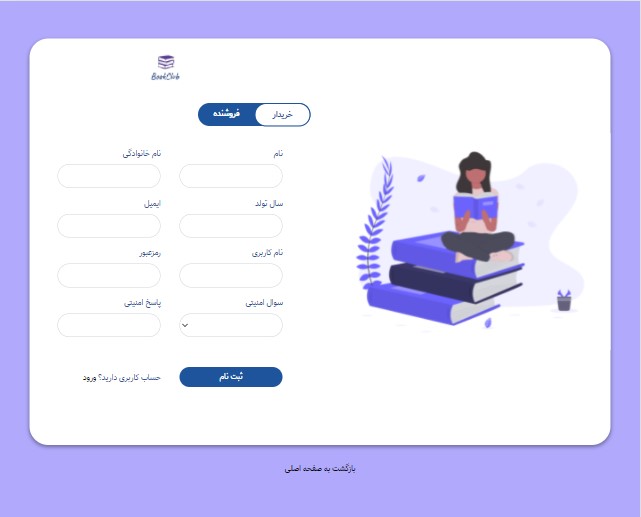 BookClub
خریدار فروشنده
نام نام خانوادگی
سال تولد ایمیل
نام کاربری رمزعبور
سوال امنیتی پاسخ امنیتی
ثبت نام حساب کاربری دارید؟ ورود
بازگشت به صفحه اصلی